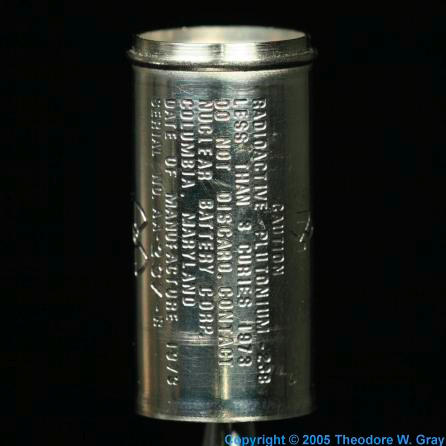 CAUTION
RADIOACTIVE PLUTONIUM -238
LESS THAN 3 CURIES 1973
DO NOT DISCARD, CONTACT
NUCLEAR BATTERY CORP.
COLUMBIA, MARYLAND
DATE OF MANUFACTURE 1973
SERIAL NO.
Copyright © 2005 Theodore W. Gray